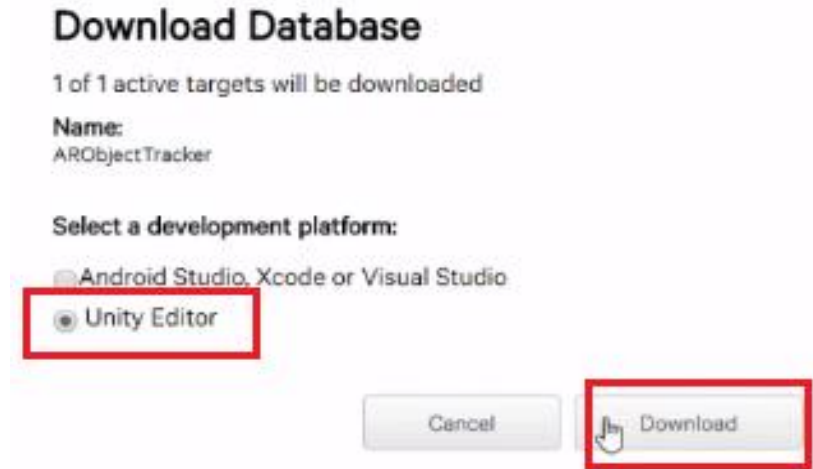 Download Database
1 of 1 active targets will be downloaded
Name:
ARObjectTracker
Select a development platform:
Android Studio, Xcode or Visual Studio
Unity Editor
Cancel
Download